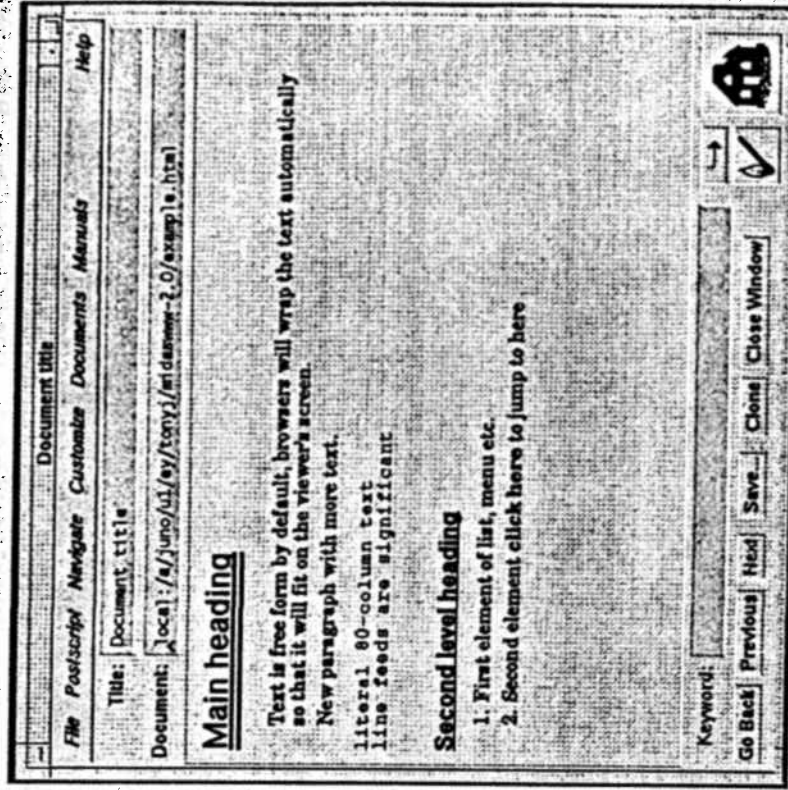 Document title
File Postscript Navigate Customize Documents Manuals Help
Title: Document title
Document: local:/a/juno/u1/ey/tonyj/midaswww-2.0/example.html
Main heading
Text is free form by default, browsers will wrap the text automatically
so that it will fit on the viewer's screen.
New paragraph with more text.
literal 80-column text
line feeds are significant
Second level heading
1. First element of list, menu etc.
2. Second element click here to jump to here
Keyword:
Go Back Previous Next Save... Clone Close Window